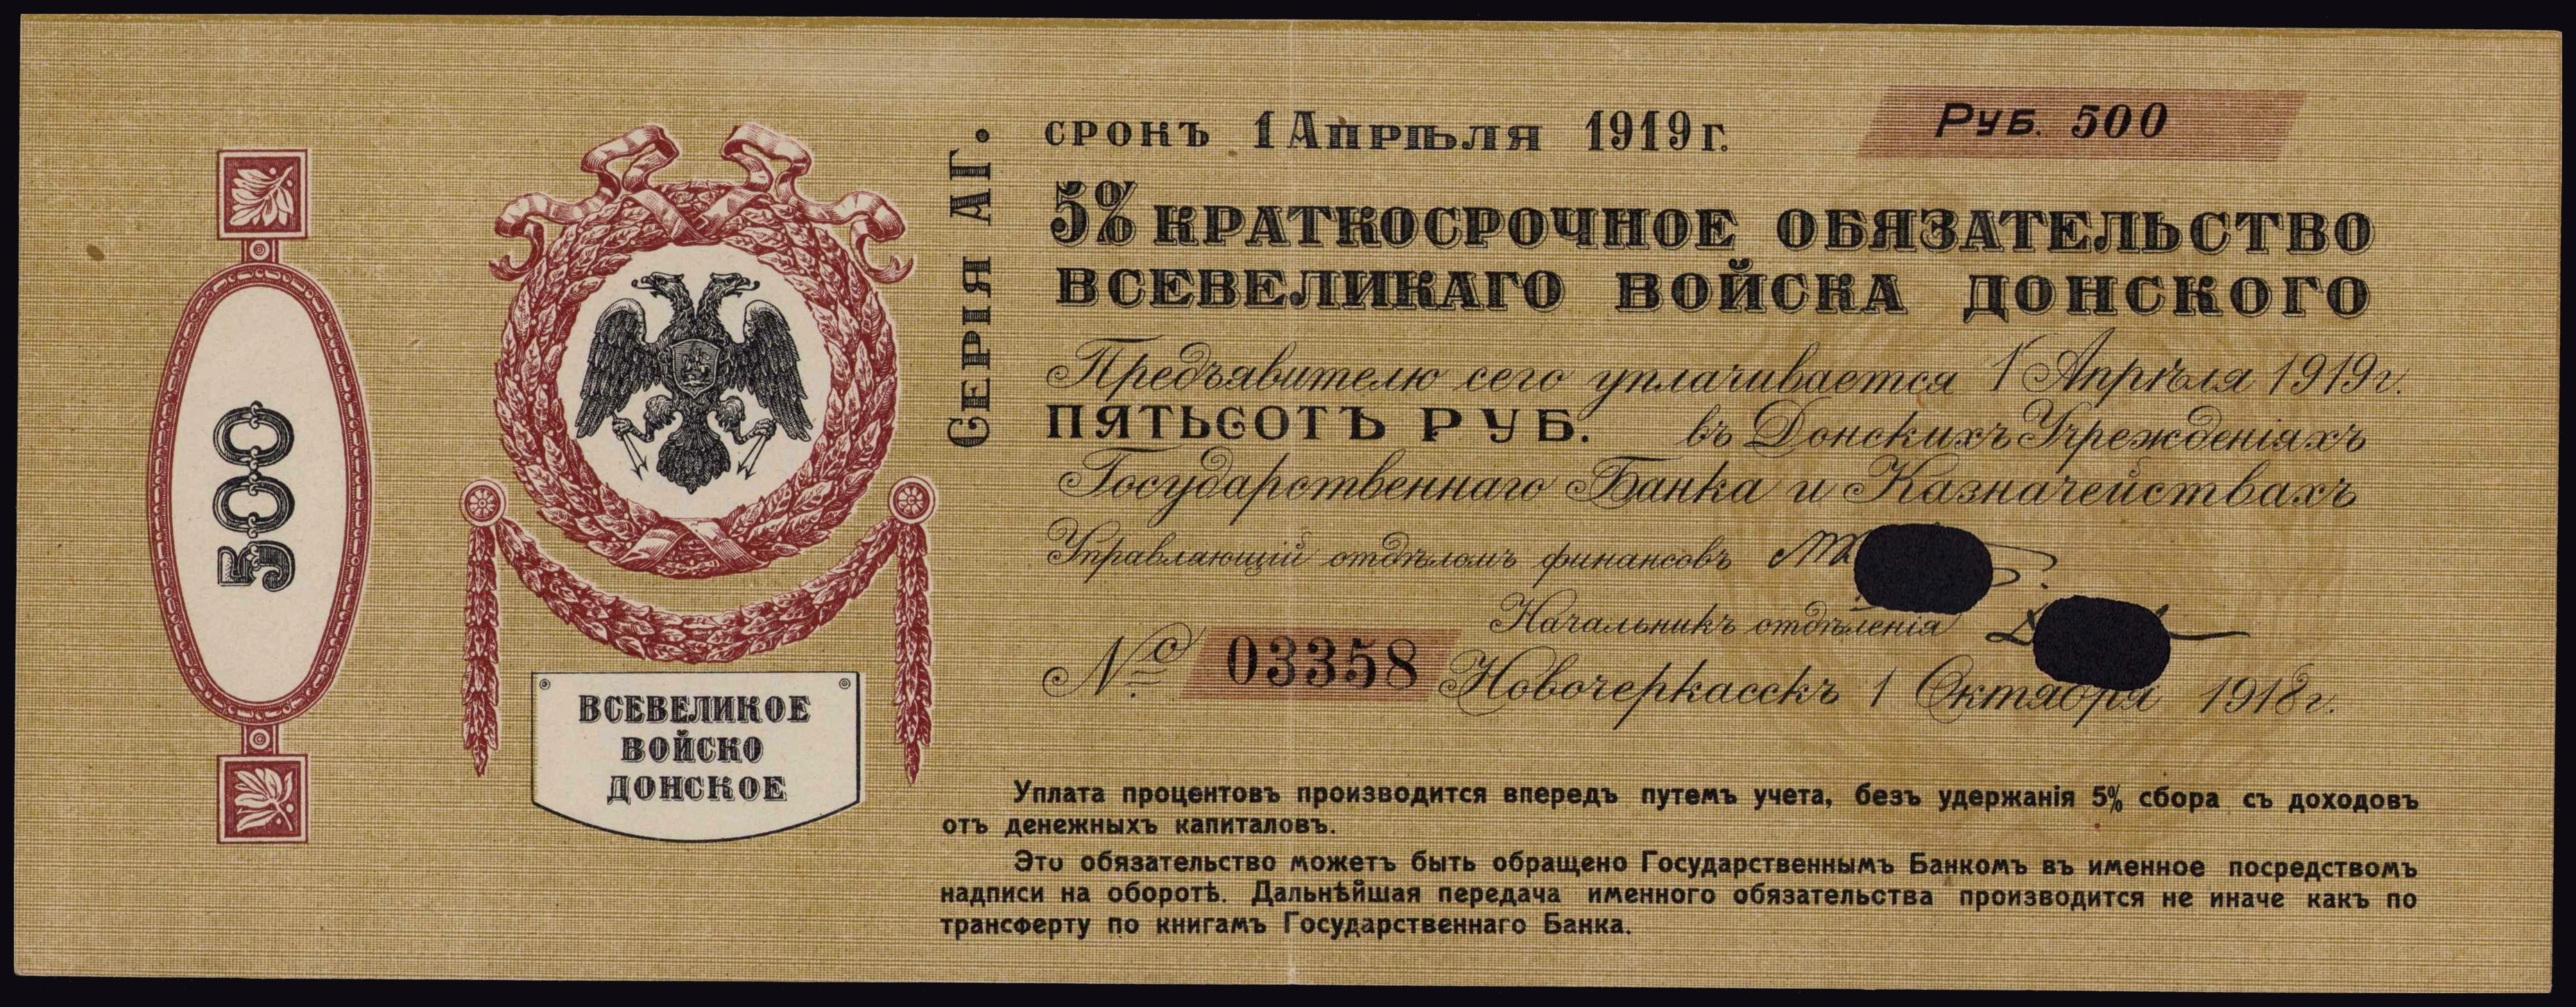 500
ВСЕВЕЛИКОЕ
ВОЙСКО
ДОНСКОЕ
СЕРІЯ АГ.
СРОКЪ 1 АПРѢЛЯ 1919 г.
РУБ. 500
5% КРАТКОСРОЧНОЕ ОБЯЗАТЕЛЬСТВО
ВСЕВЕЛИКАГО ВОЙСКА ДОНСКОГО
Предъявителю сего уплачивается 1 Апрѣля 1919 г.
ПЯТЬСОТЪ РУБ. въ Донскихъ Учрежденіяхъ
Государственнаго Банка и Казначействахъ
Управляющій отдѣломъ финансовъ
Начальникъ отдѣленія
№ 03358 Новочеркасскъ 1 Октября 1918 г.
Уплата процентовъ производится впередъ путемъ учета, безъ удержанія 5% сбора съ доходовъ
отъ денежныхъ капиталовъ.
Это обязательство можетъ быть обращено Государственнымъ Банкомъ въ именное посредствомъ
надписи на оборотѣ. Дальнѣйшая передача именного обязательства производится не иначе какъ по
трансферту по книгамъ Государственнаго Банка.